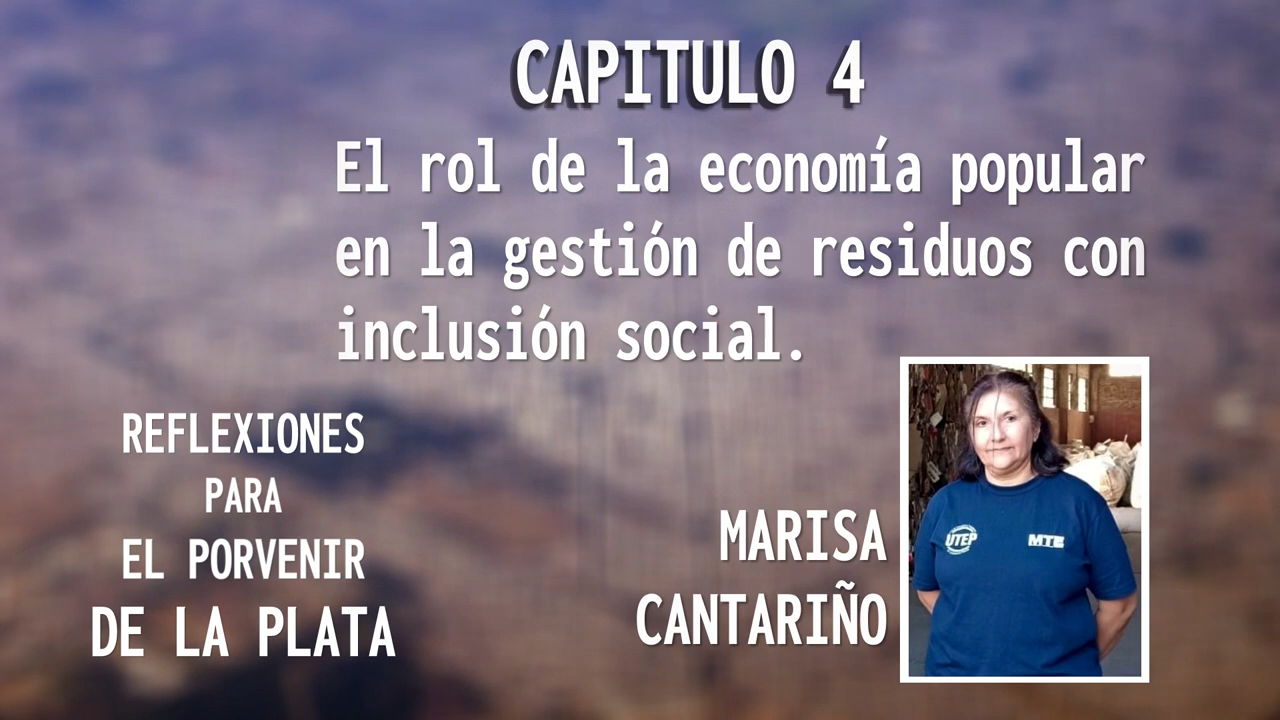 CAPITULO 4
El rol de la economía popular
en la gestión de residuos con
inclusión social.
REFLEXIONES
PARA
EL PORVENIR
DE LA PLATA
MARISA
CANTARIÑO
UTEP
MTE